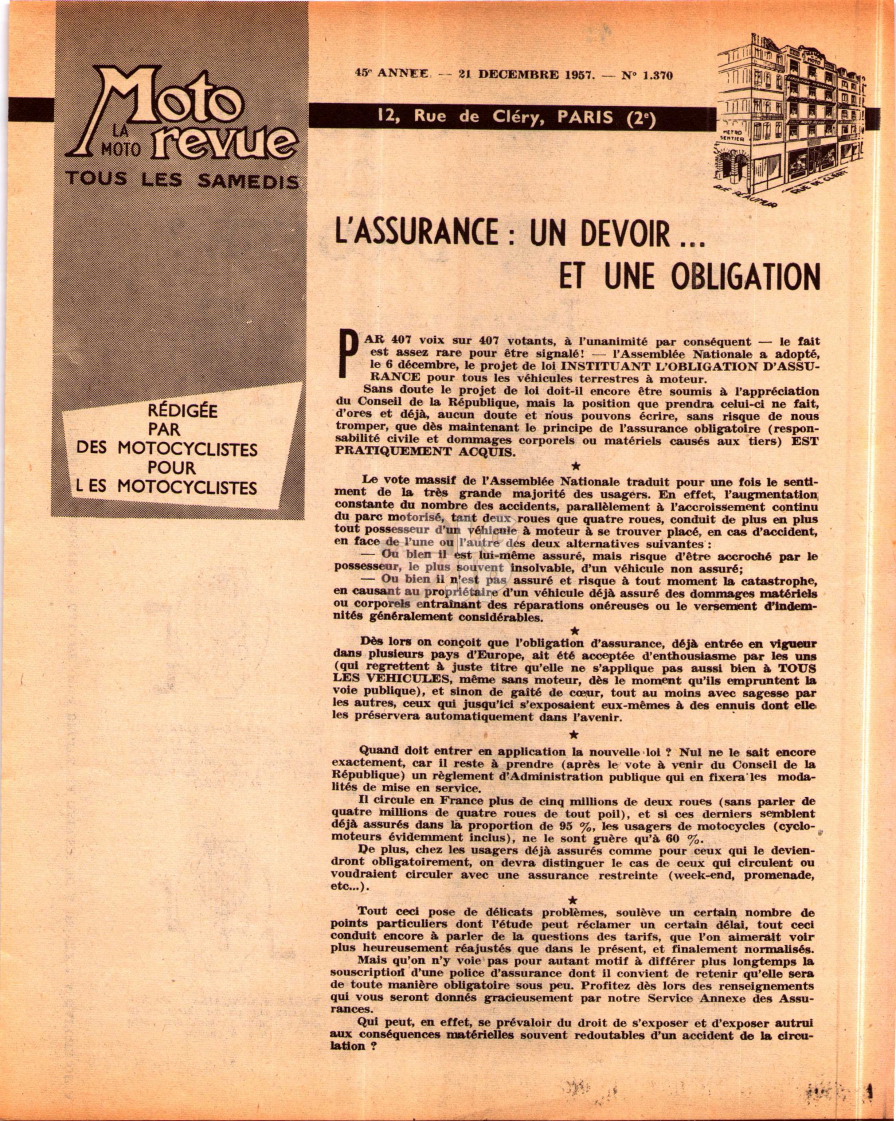 Moto
LA
MOTO
revue
TOUS LES SAMEDIS
45e ANNEE. -- 21 DECEMBRE 1957. — N° 1.370
12, Rue de Cléry, PARIS (2e)
METRO
SENTIER
RUE REAUMUR
RUE DE CLERY
L'ASSURANCE : UN DEVOIR ...
ET UNE OBLIGATION
RÉDIGÉE
PAR
DES MOTOCYCLISTES
POUR
LES MOTOCYCLISTES
PAR 407 voix sur 407 votants, à l'unanimité par conséquent — le fait
est assez rare pour être signalé! — l'Assemblée Nationale a adopté,
le 6 décembre, le projet de loi INSTITUANT L'OBLIGATION D'ASSU-
RANCE pour tous les véhicules terrestres à moteur.
Sans doute le projet de loi doit-il encore être soumis à l'appréciation
du Conseil de la République, mais la position que prendra celui-ci ne fait,
d'ores et déjà, aucun doute et nous pouvons écrire, sans risque de nous
tromper, que dès maintenant le principe de l'assurance obligatoire (respon-
sabilité civile et dommages corporels ou matériels causés aux tiers) EST
PRATIQUEMENT ACQUIS.
★
Le vote massif de l'Assemblée Nationale traduit pour une fois le senti-
ment de la très grande majorité des usagers. En effet, l'augmentation
constante du nombre des accidents, parallèlement à l'accroissement continu
du parc motorisé, tant deux roues que quatre roues, conduit de plus en plus
tout possesseur d'un véhicule à moteur à se trouver placé, en cas d'accident,
en face de l'une ou l'autre des deux alternatives suivantes :
— Ou bien il est lui-même assuré, mais risque d'être accroché par le
possesseur, le plus souvent insolvable, d'un véhicule non assuré;
— Ou bien il n'est pas assuré et risque à tout moment la catastrophe,
en causant au propriétaire d'un véhicule déjà assuré des dommages matériels
ou corporels entraînant des réparations onéreuses ou le versement d'indem-
nités généralement considérables.
★
Dès lors on conçoit que l'obligation d'assurance, déjà entrée en vigueur
dans plusieurs pays d'Europe, ait été acceptée d'enthousiasme par les uns
(qui regrettent à juste titre qu'elle ne s'applique pas aussi bien à TOUS
LES VEHICULES, même sans moteur, dès le moment qu'ils empruntent la
voie publique), et sinon de gaîté de cœur, tout au moins avec sagesse par
les autres, ceux qui jusqu'ici s'exposaient eux-mêmes à des ennuis dont elle
les préservera automatiquement dans l'avenir.
★
Quand doit entrer en application la nouvelle loi ? Nul ne le sait encore
exactement, car il reste à prendre (après le vote à venir du Conseil de la
République) un règlement d'Administration publique qui en fixera les moda-
lités de mise en service.
Il circule en France plus de cinq millions de deux roues (sans parler de
quatre millions de quatre roues de tout poil), et si ces derniers semblent
déjà assurés dans la proportion de 95 %, les usagers de motocycles (cyclo-
moteurs évidemment inclus), ne le sont guère qu'à 60 %.
De plus, chez les usagers déjà assurés comme pour ceux qui le devien-
dront obligatoirement, on devra distinguer le cas de ceux qui circulent ou
voudraient circuler avec une assurance restreinte (week-end, promenade,
etc...).
★
Tout ceci pose de délicats problèmes, soulève un certain nombre de
points particuliers dont l'étude peut réclamer un certain délai, tout ceci
conduit encore à parler de la questions des tarifs, que l'on aimerait voir
plus heureusement réajustés que dans le présent, et finalement normalisés.
Mais qu'on n'y voie pas pour autant motif à différer plus longtemps la
souscription d'une police d'assurance dont il convient de retenir qu'elle sera
de toute manière obligatoire sous peu. Profitez dès lors des renseignements
qui vous seront donnés gracieusement par notre Service Annexe des Assu-
rances.
Qui peut, en effet, se prévaloir du droit de s'exposer et d'exposer autrui
aux conséquences matérielles souvent redoutables d'un accident de la circu-
lation ?
1